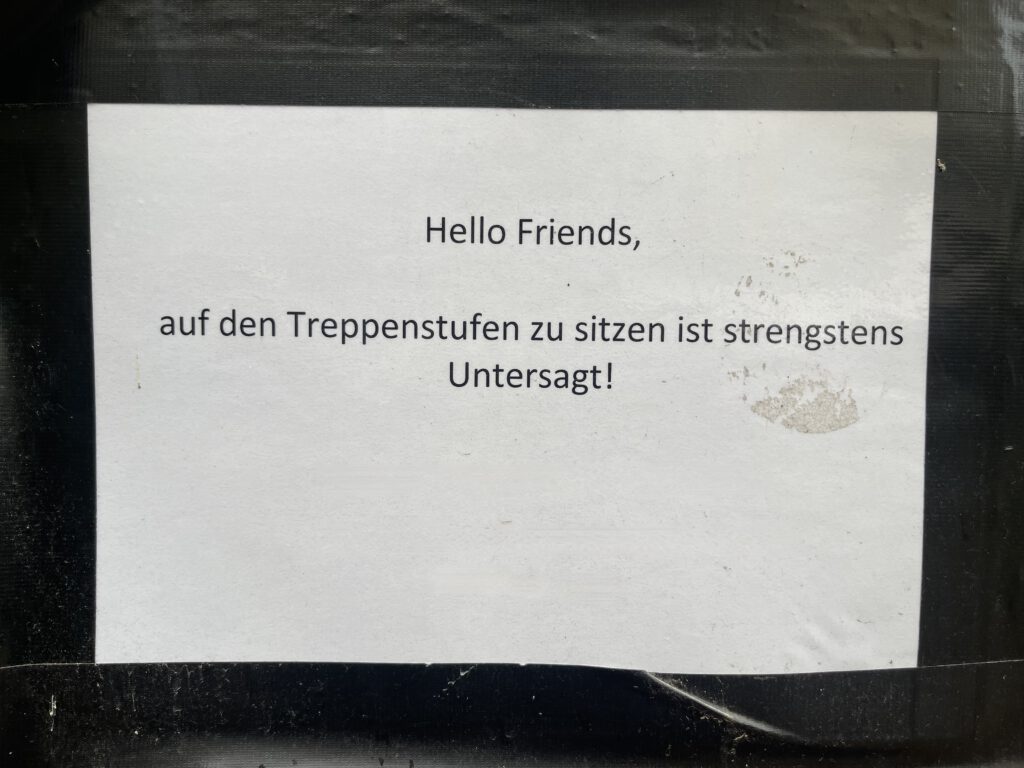 Hello Friends,
auf den Treppenstufen zu sitzen ist strengstens
Untersagt!